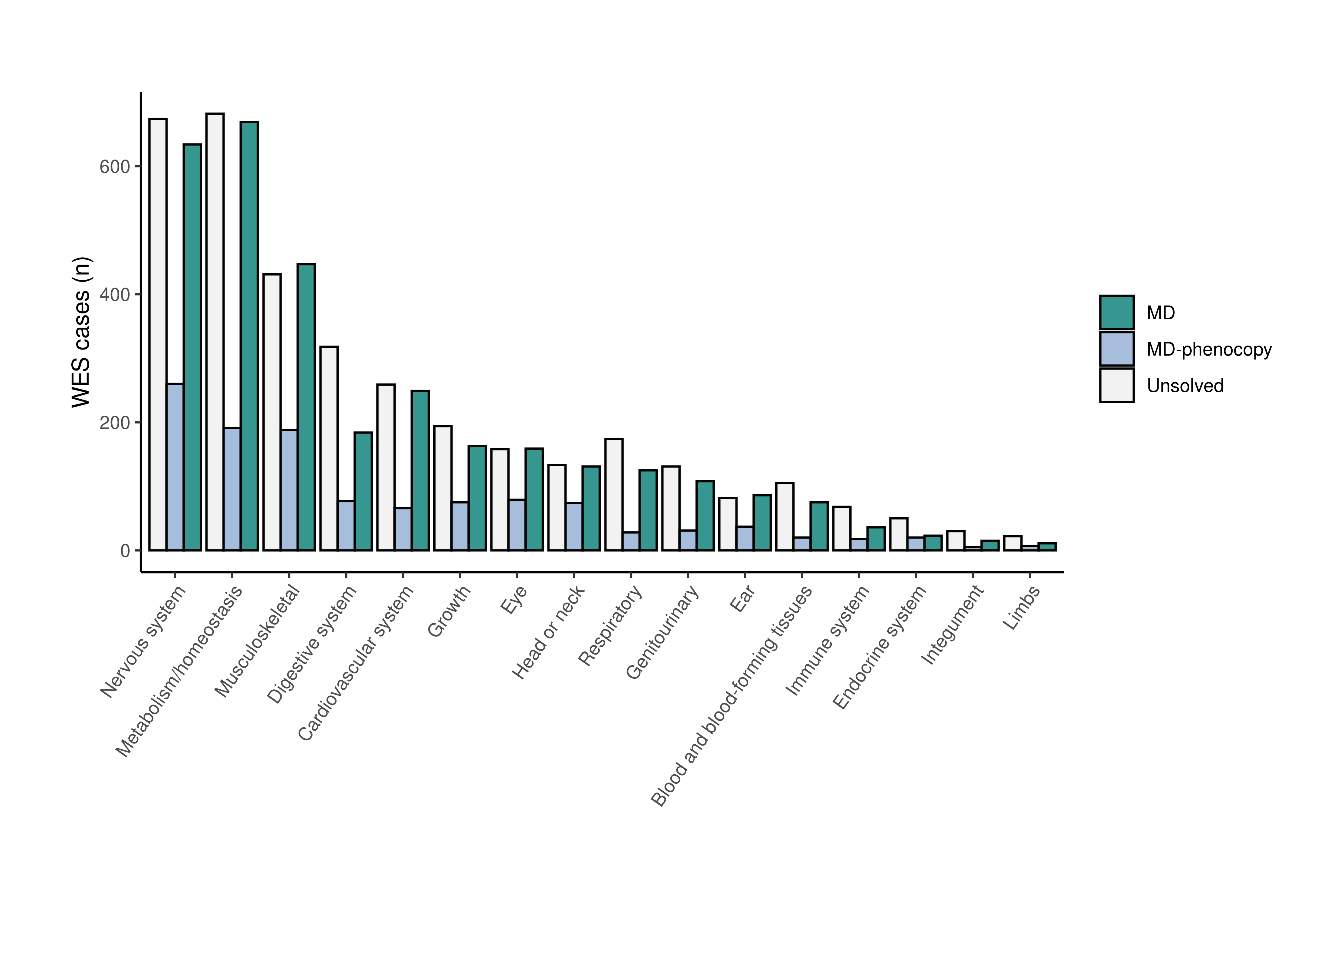 WES cases (n)
600
400
200
0
Nervous system
Metabolism/homeostasis
Musculoskeletal
Digestive system
Cardiovascular system
Growth
Eye
Head or neck
Respiratory
Genitourinary
Ear
Blood and blood-forming tissues
Immune system
Endocrine system
Integument
Limbs
MD
MD-phenocopy
Unsolved